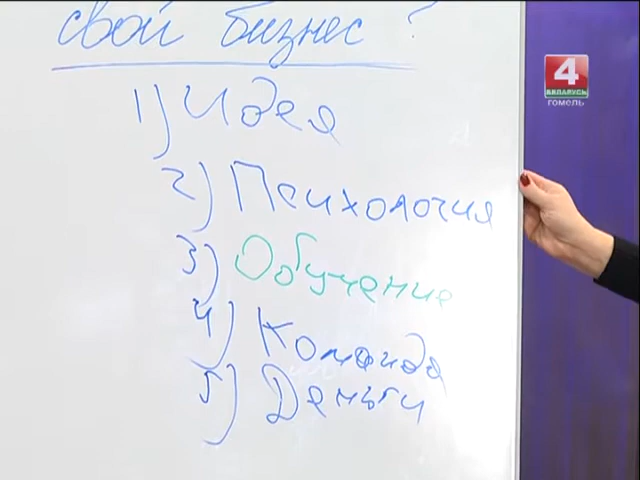 свой бизнес?
1) Идея
2) Психология
3) Обучение
4) Команда
5) Деньги
4
БЕЛАРУСЬ
ГОМЕЛЬ